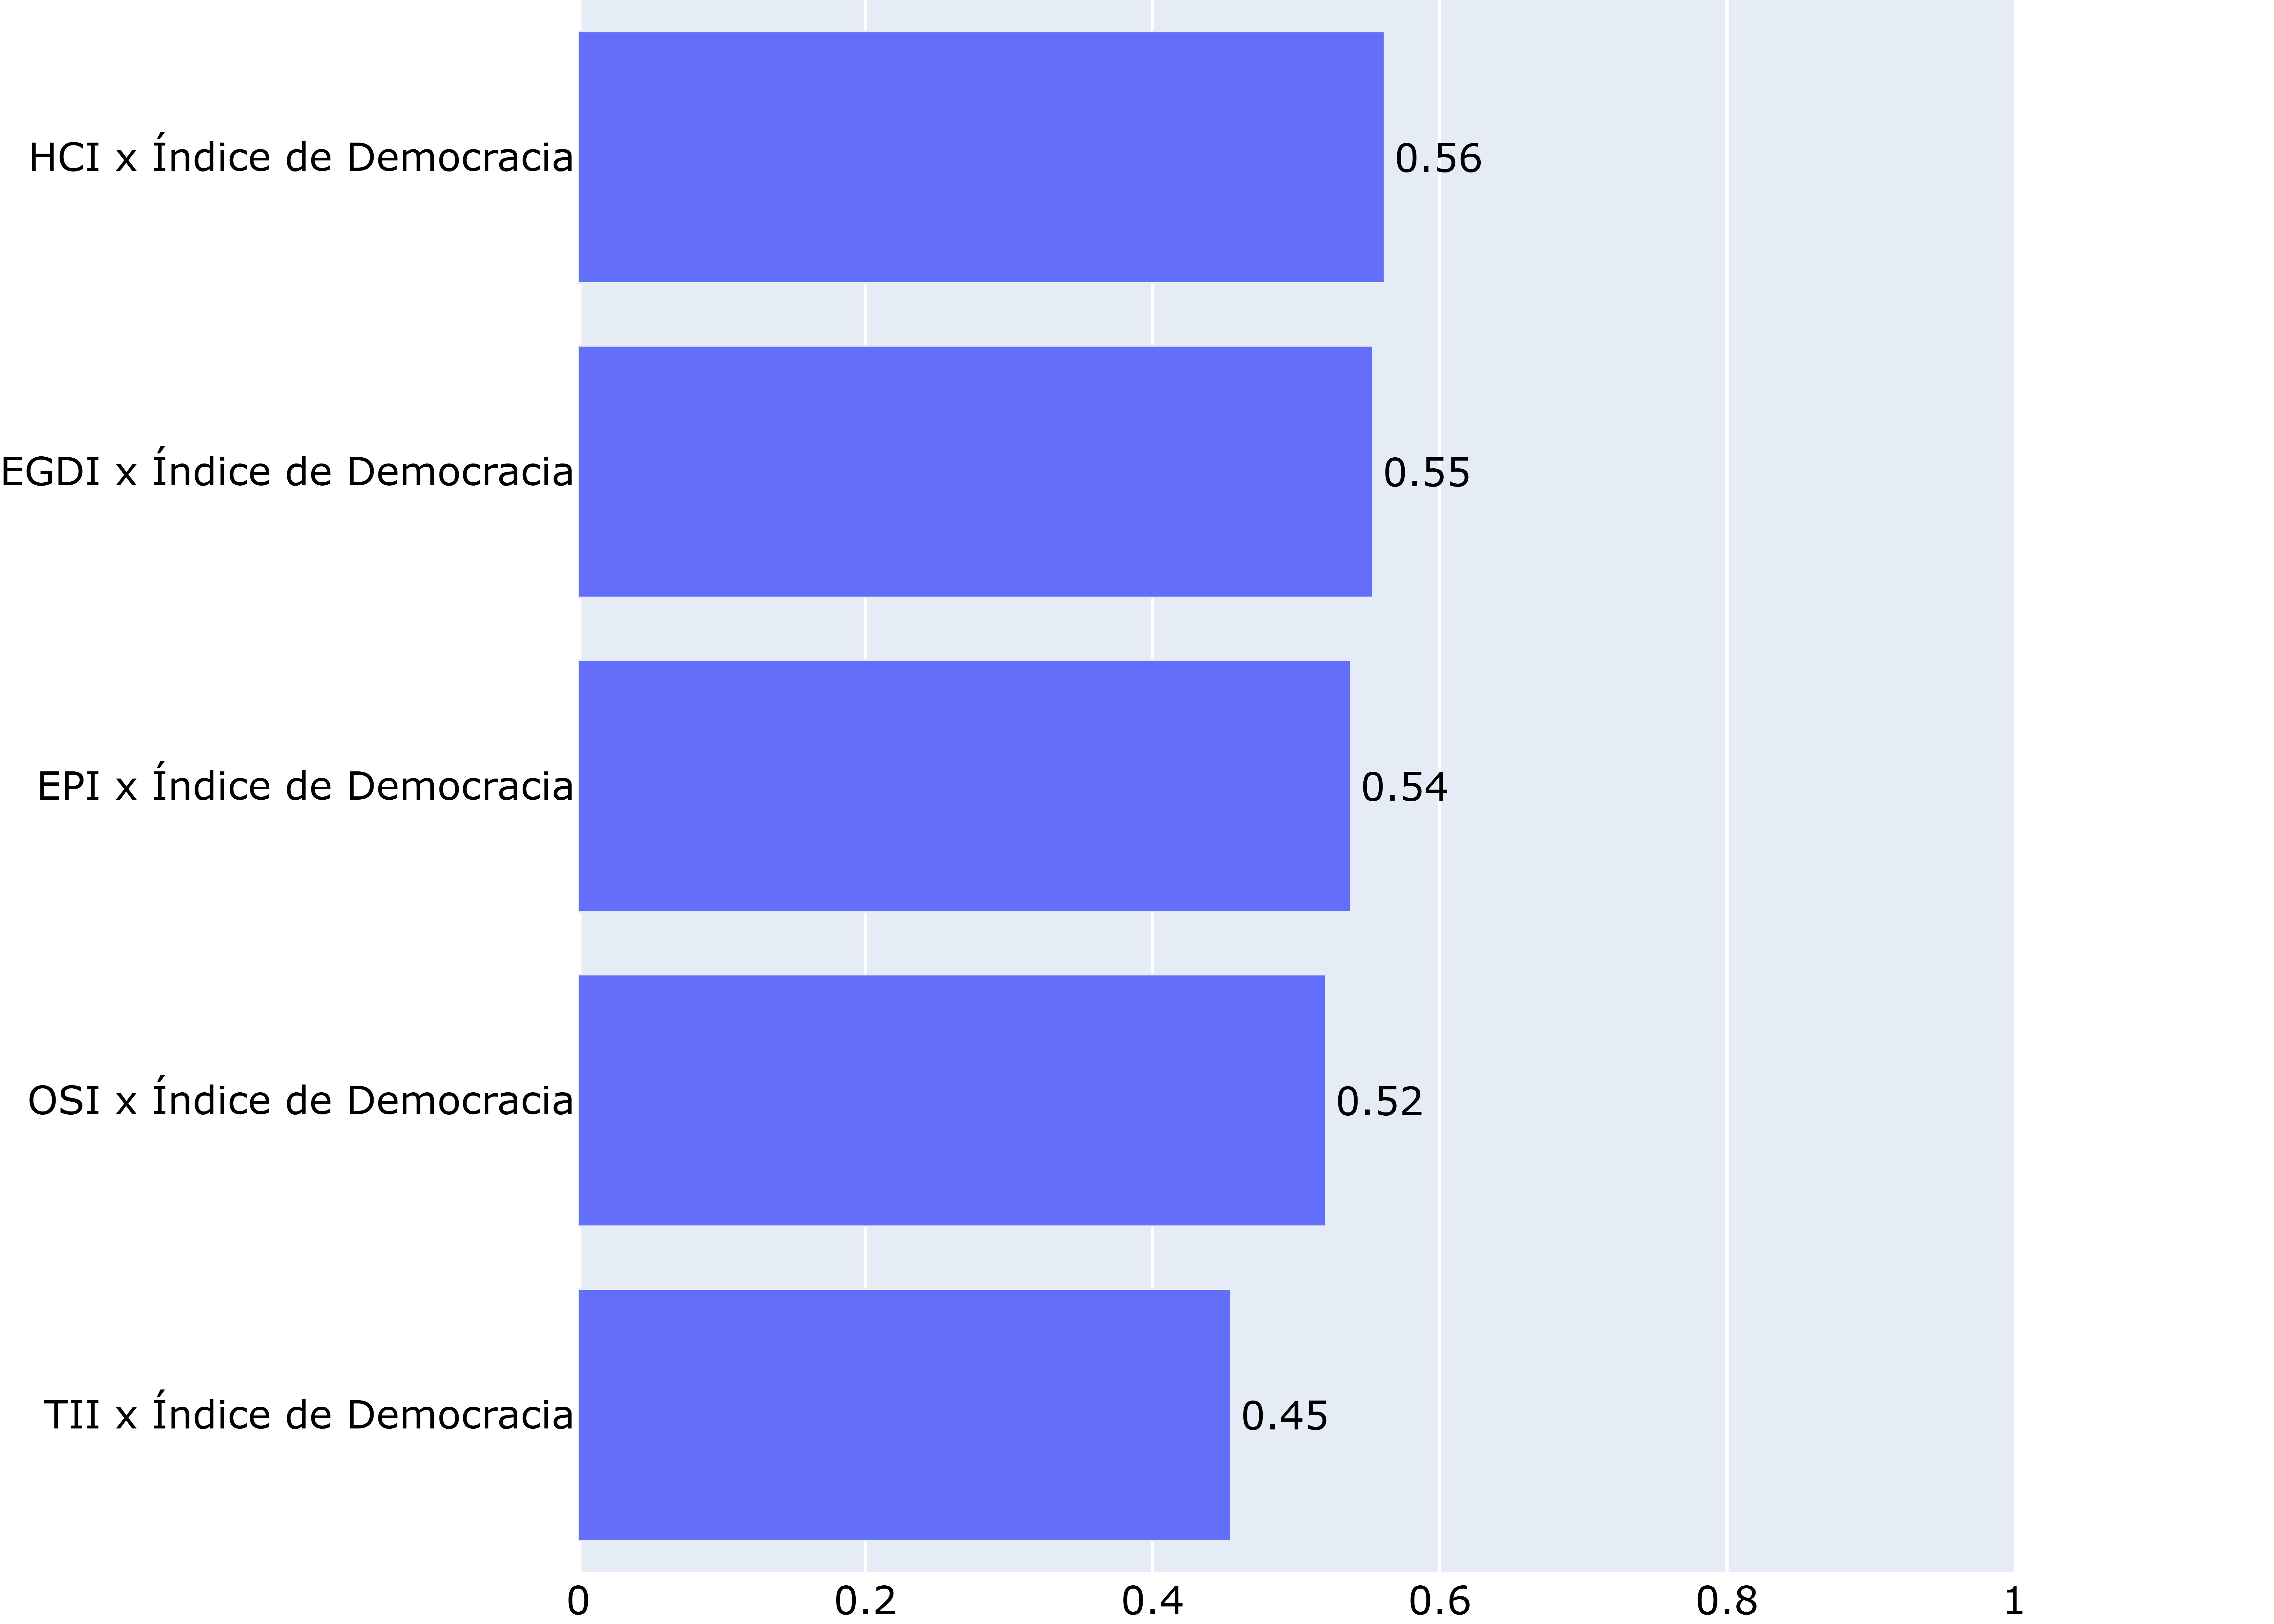 HCI x Índice de Democracia
0.56
EGDI x Índice de Democracia
0.55
EPI x Índice de Democracia
0.54
OSI x Índice de Democracia
0.52
TII x Índice de Democracia
0.45
0 0.2 0.4 0.6 0.8 1